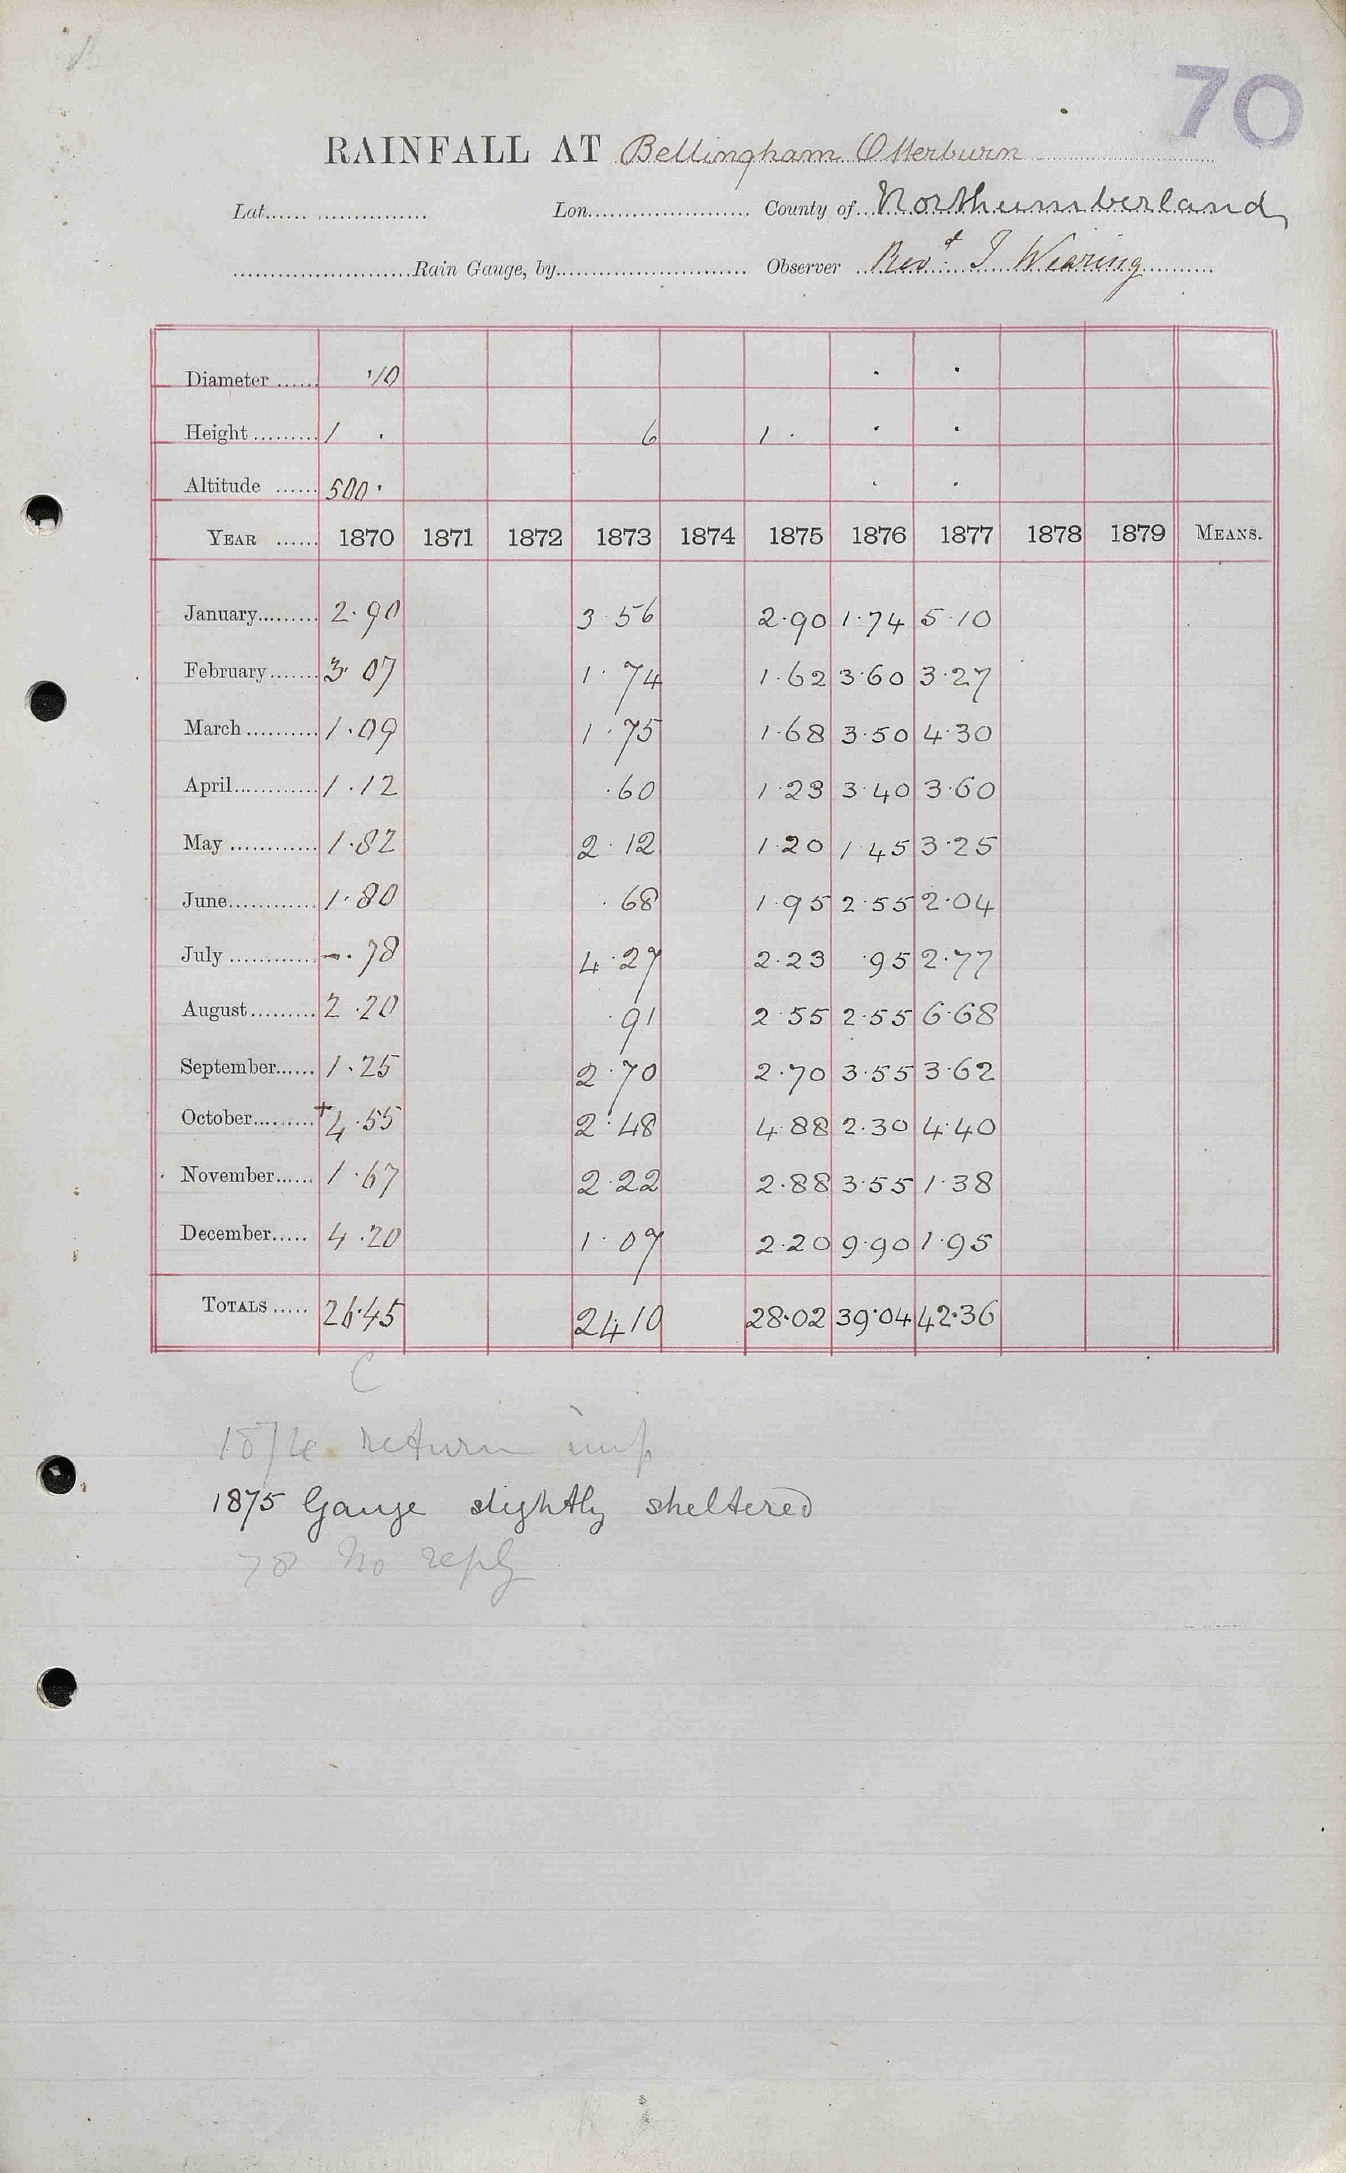 70
RAINFALL AT Bellingham Otterburn
Lat. Lon. County of Northumberland
Rain Gauge, by Observer Revd. J Wearing
Diameter 10 . .
Height 1 . 6 1 . . .
Altitude 500 . . .
YEAR 1870 1871 1872 1873 1874 1875 1876 1877 1878 1879 MEANS.
January 2.90 3.56 2.90 1.74 5.10
February 3.07 1.74 1.62 3.60 3.27
March 1.09 1.75 1.68 3.50 4.30
April 1.12 .60 1.23 3.40 3.60
May 1.82 2.12 1.20 1.45 3.25
June 1.80 .68 1.95 2.55 2.04
July -.78 4.27 2.23 .95 2.77
August 2.20 .91 2.55 2.55 6.68
September 1.25 2.70 2.70 3.55 3.62
October +4.55 2.48 4.88 2.30 4.40
November 1.67 2.22 2.88 3.55 1.38
December 4.20 1.07 2.20 9.90 1.95
TOTALS 26.45 24.10 28.02 39.04 42.36
C
1874 return imp
1875 Gauge slightly sheltered
78 No reply